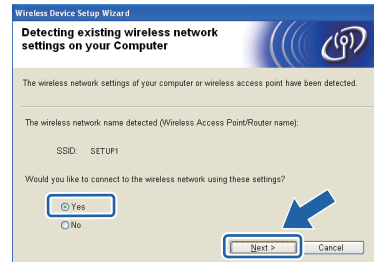 Wireless Device Setup Wizard
Detecting existing wireless network
settings on your Computer
The wireless network settings of your computer or wireless access point have been detected.
The wireless network name detected (Wireless Access Point/Router name):
SSID: SETUP1
Would you like to connect to the wireless network using these settings?
Yes
No
Next > Cancel